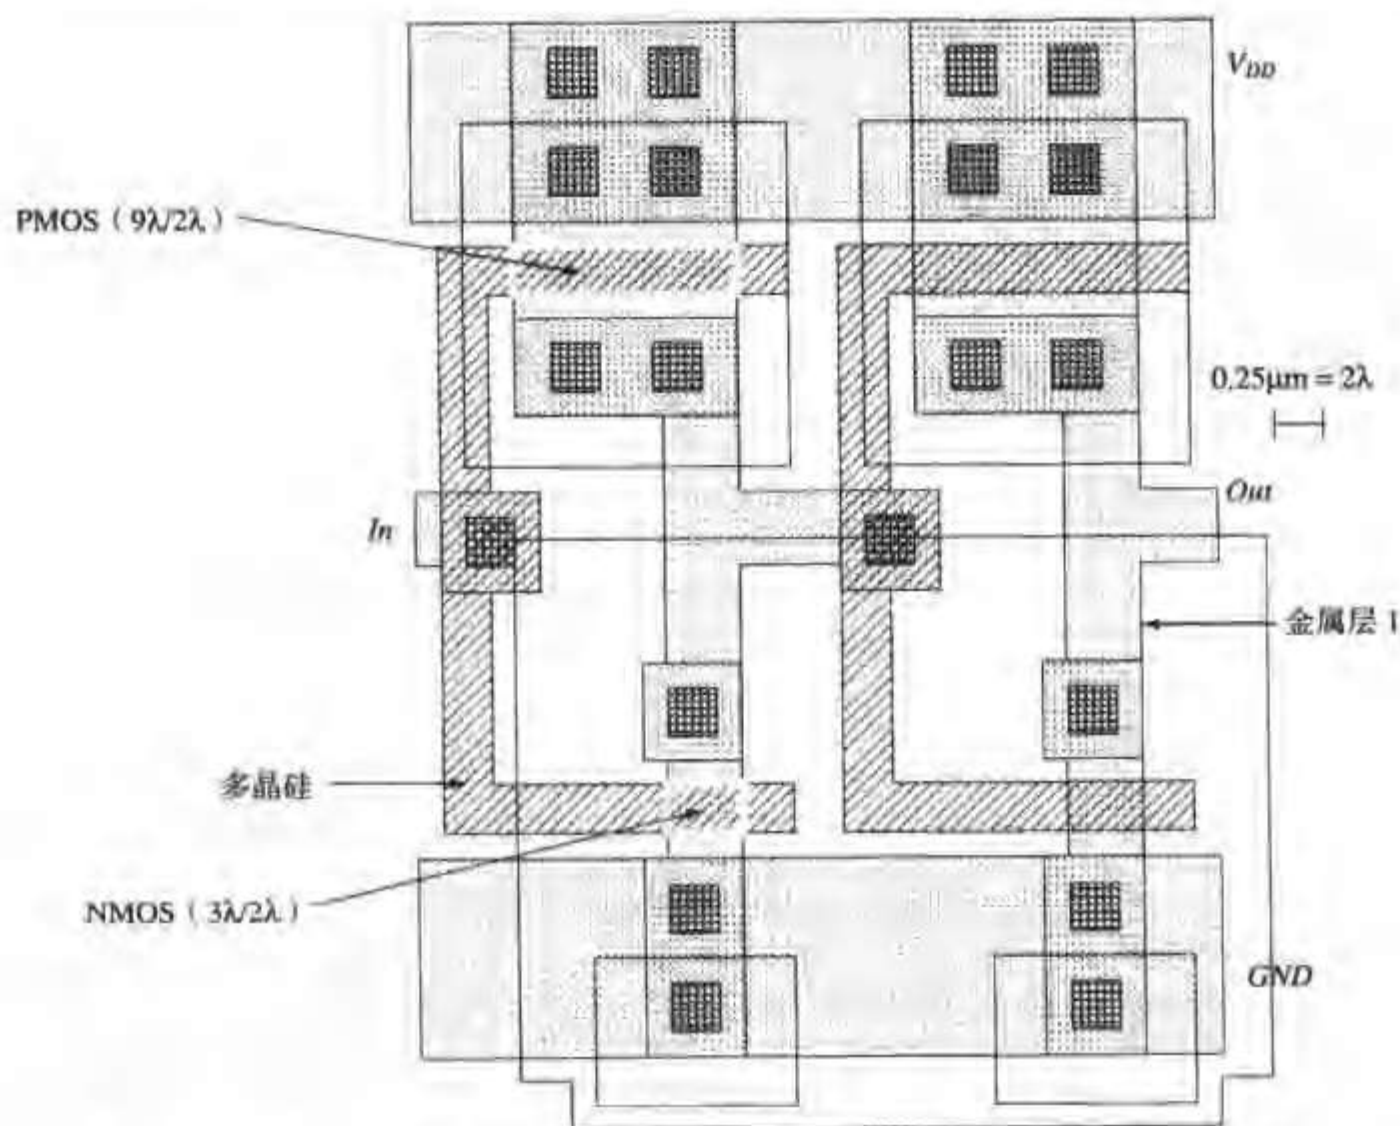 V_DD
PMOS（9λ/2λ）
0.25μm = 2λ
In
Out
金属层 1
多晶硅
NMOS（3λ/2λ）
GND